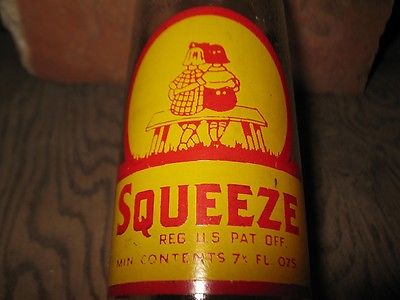 SQUEEZE
REG U S PAT OFF
MIN CONTENTS 7½ FL. OZS